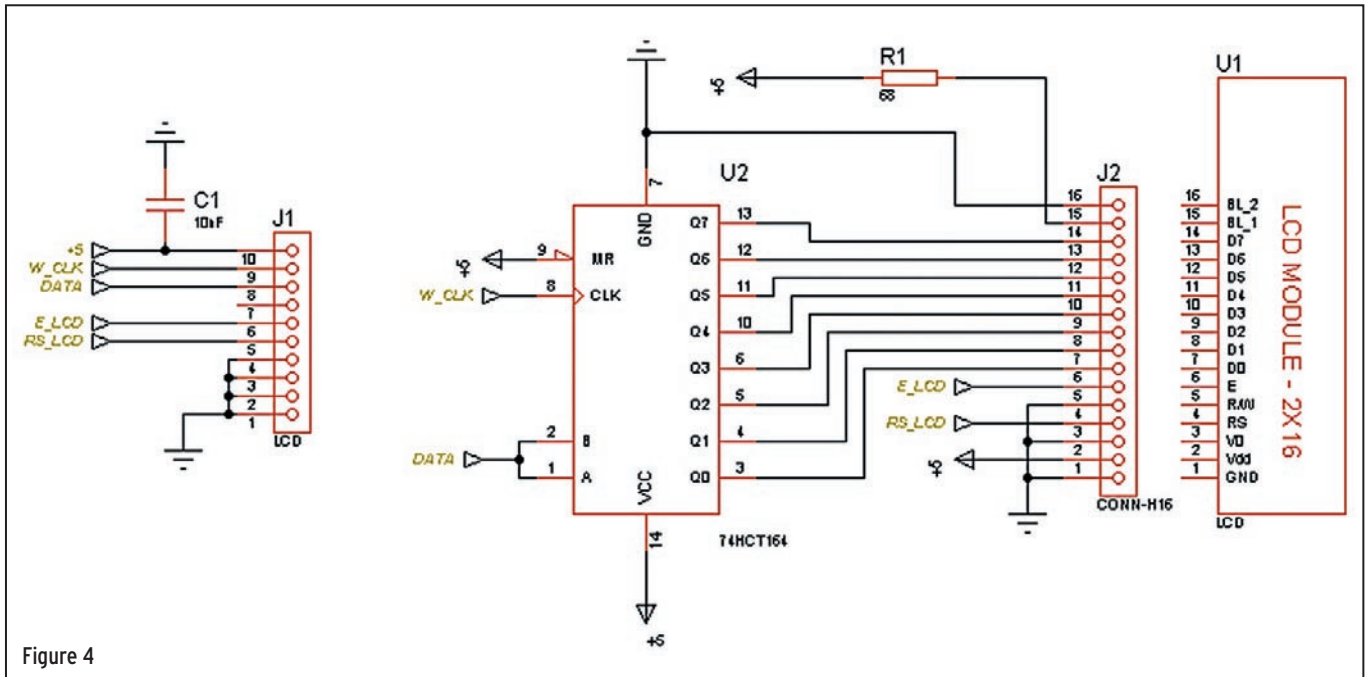 R1
68
+5
U1
LCD MODULE - 2X16
16 BL_2
15 BL_1
14 D7
13 D6
12 D5
11 D4
10 D3
9 D2
8 D1
7 D0
6 E
5 R/W
4 RS
3 V0
2 Vdd
1 GND
LCD
J2
16
15
14
13
12
11
10
9
8
7
6
5
4
3
2
1
CONN-H16
E_LCD
RS_LCD
+5
U2
7
GND
9 MR
+5
W_CLK
8 CLK
DATA
2 B
1 A
Q7 13
Q6 12
Q5 11
Q4 10
Q3 6
Q2 5
Q1 4
Q0 3
VCC
14
74HCT164
+5
C1
J1
+5
W_CLK
DATA
E_LCD
RS_LCD
10
9
8
7
6
5
4
3
2
1
LCD
Figure 4